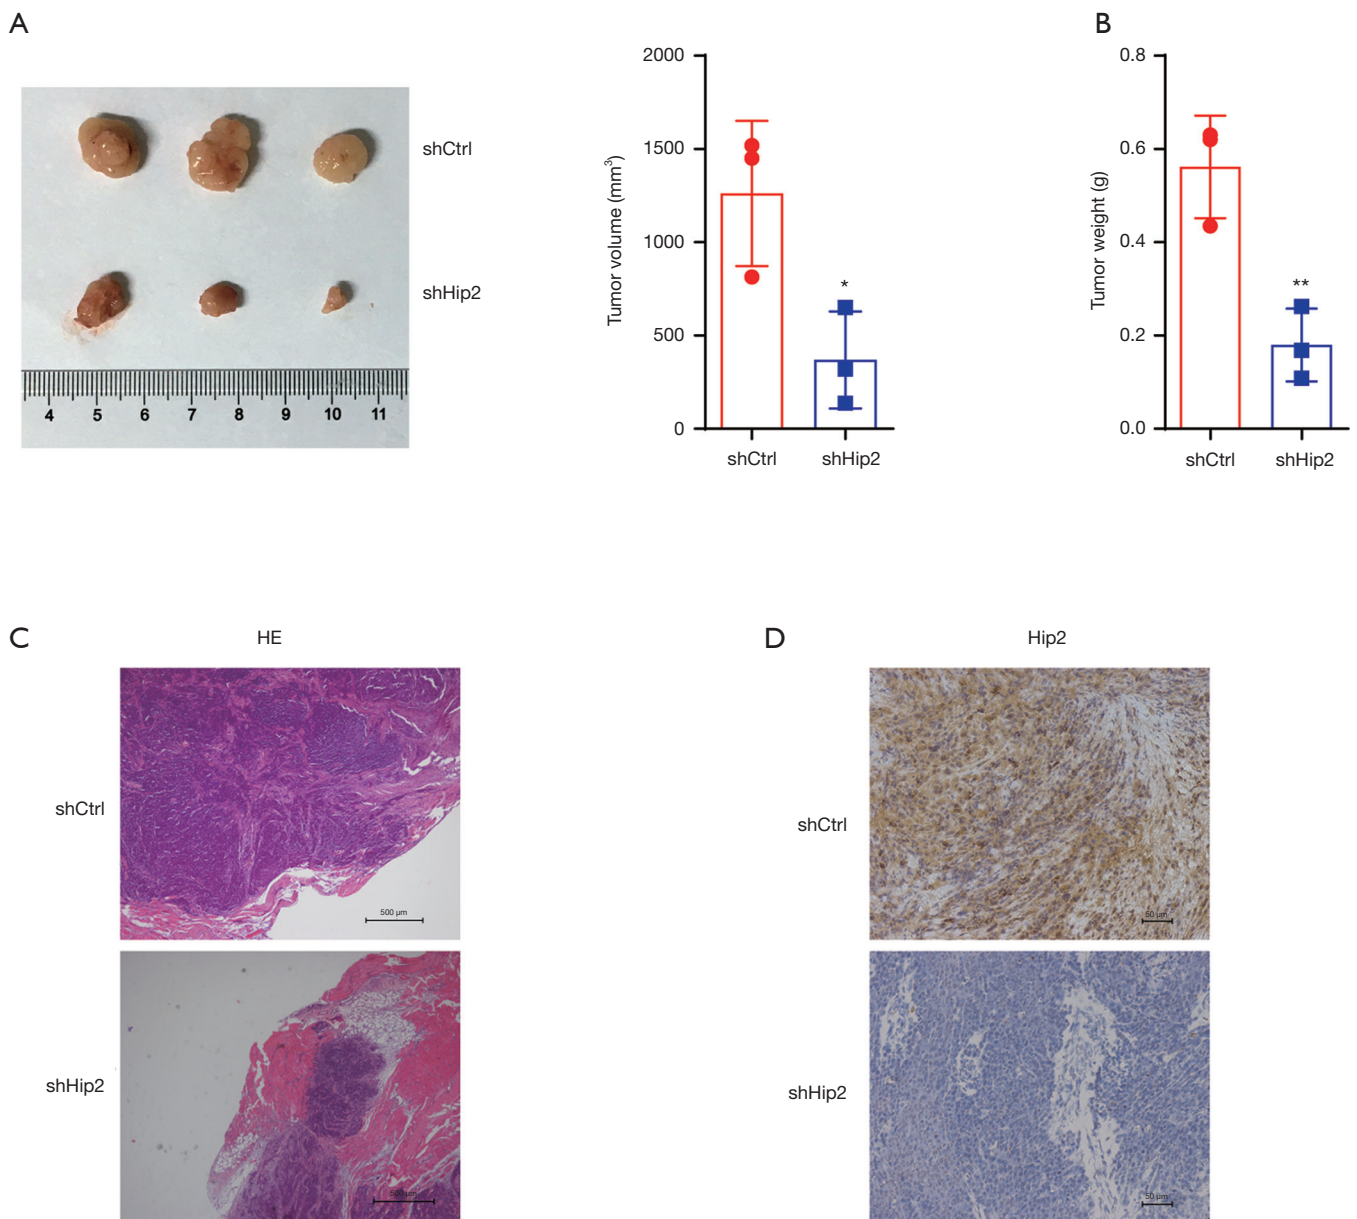 A
B
shCtrl
shHip2
4 5 6 7 8 9 10 11
Tumor volume (mm³)
2000
1500
1000
500
0
*
shCtrl shHip2
Tumor weight (g)
0.8
0.6
0.4
0.2
0.0
**
shCtrl shHip2
C
HE
shCtrl
500 µm
shHip2
500 µm
D
Hip2
shCtrl
50 µm
shHip2
50 µm